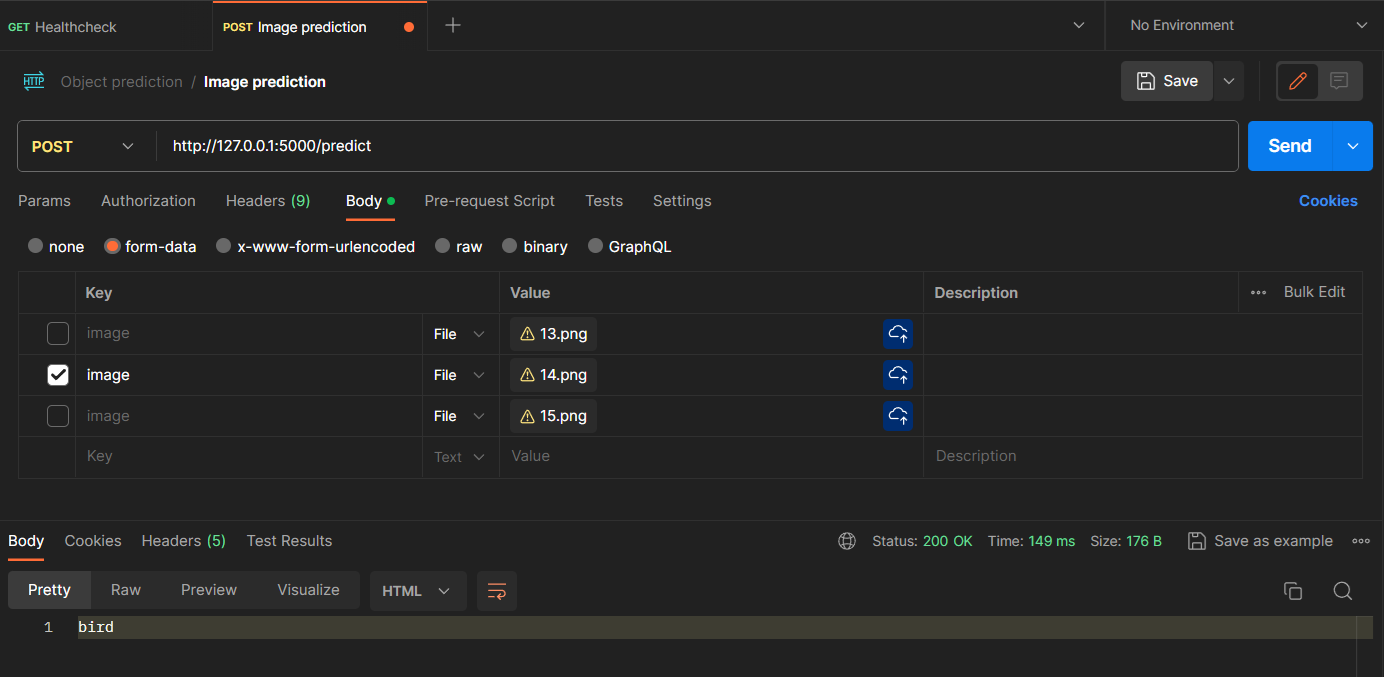 GET Healthcheck POST Image prediction No Environment
HTTP Object prediction / Image prediction Save
POST http://127.0.0.1:5000/predict Send
Params Authorization Headers (9) Body Pre-request Script Tests Settings Cookies
none form-data x-www-form-urlencoded raw binary GraphQL
Key Value Description Bulk Edit
image File 13.png
image File 14.png
image File 15.png
Key Text Value Description
Body Cookies Headers (5) Test Results Status: 200 OK Time: 149 ms Size: 176 B Save as example
Pretty Raw Preview Visualize HTML
1 bird